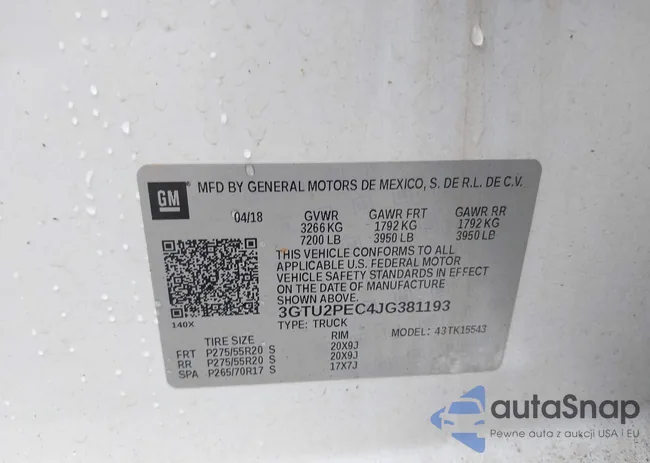 GM MFD BY GENERAL MOTORS DE MEXICO, S. DE R.L. DE C.V.
04/18 GVWR GAWR FRT GAWR RR
3266 KG 1792 KG 1792 KG
7200 LB 3950 LB 3950 LB
THIS VEHICLE CONFORMS TO ALL
APPLICABLE U.S. FEDERAL MOTOR
VEHICLE SAFETY STANDARDS IN EFFECT
ON THE DATE OF MANUFACTURE
SHOWN ABOVE.
3GTU2PEC4JG381193
140X TYPE: TRUCK MODEL: 43TK15543
TIRE SIZE RIM
FRT P275/55R20 S 20X9J
RR P275/55R20 S 20X9J
SPA P265/70R17 S 17X7J
autaSnap
Pewne auta z aukcji USA i EU